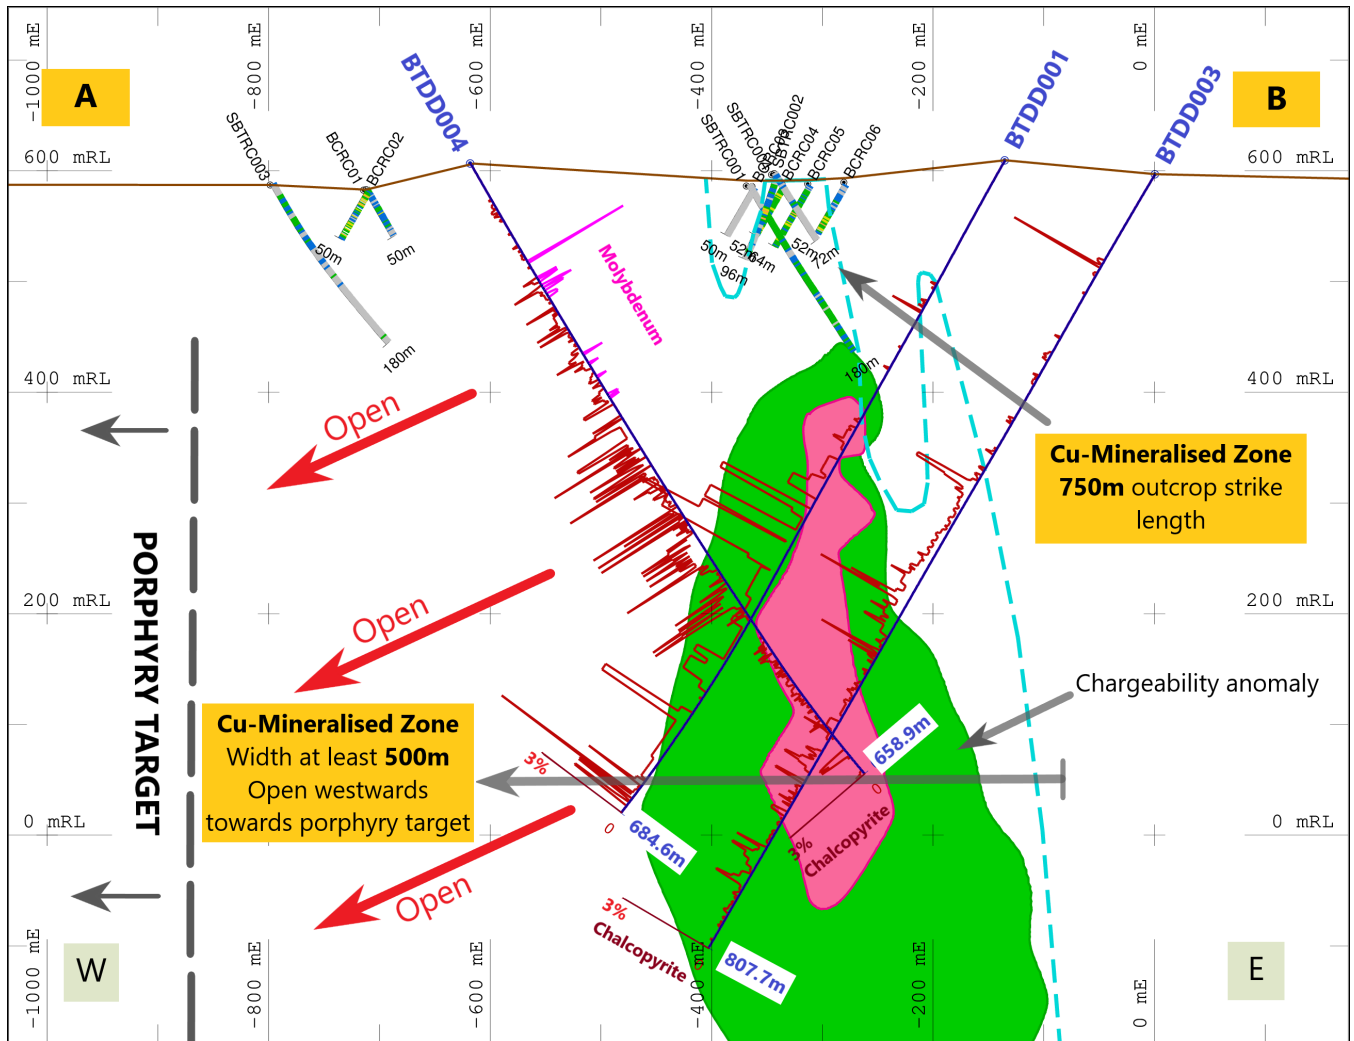 -1000 mE
-800 mE
-600 mE
-400 mE
-200 mE
0 mE
A
B
BTDD004
BTDD001
BTDD003
SBTRC003
BCRC01
BCRC02
SBTRC001
SBTRC002
BCRC04
BCRC05
BCRC06
600 mRL
600 mRL
50m
180m
50m
50m
52m
64m
96m
52m
72m
180m
Molybdenum
400 mRL
400 mRL
Open
Cu-Mineralised Zone
750m outcrop strike
length
PORPHYRY TARGET
200 mRL
200 mRL
Open
Chargeability anomaly
Cu-Mineralised Zone
Width at least 500m
Open westwards
towards porphyry target
3%
0
684.6m
658.9m
0
3%
Chalcopyrite
0 mRL
0 mRL
Open
3%
Chalcopyrite
807.7m
W
E
-1000 mE
-800 mE
-600 mE
-400 mE
-200 mE
0 mE